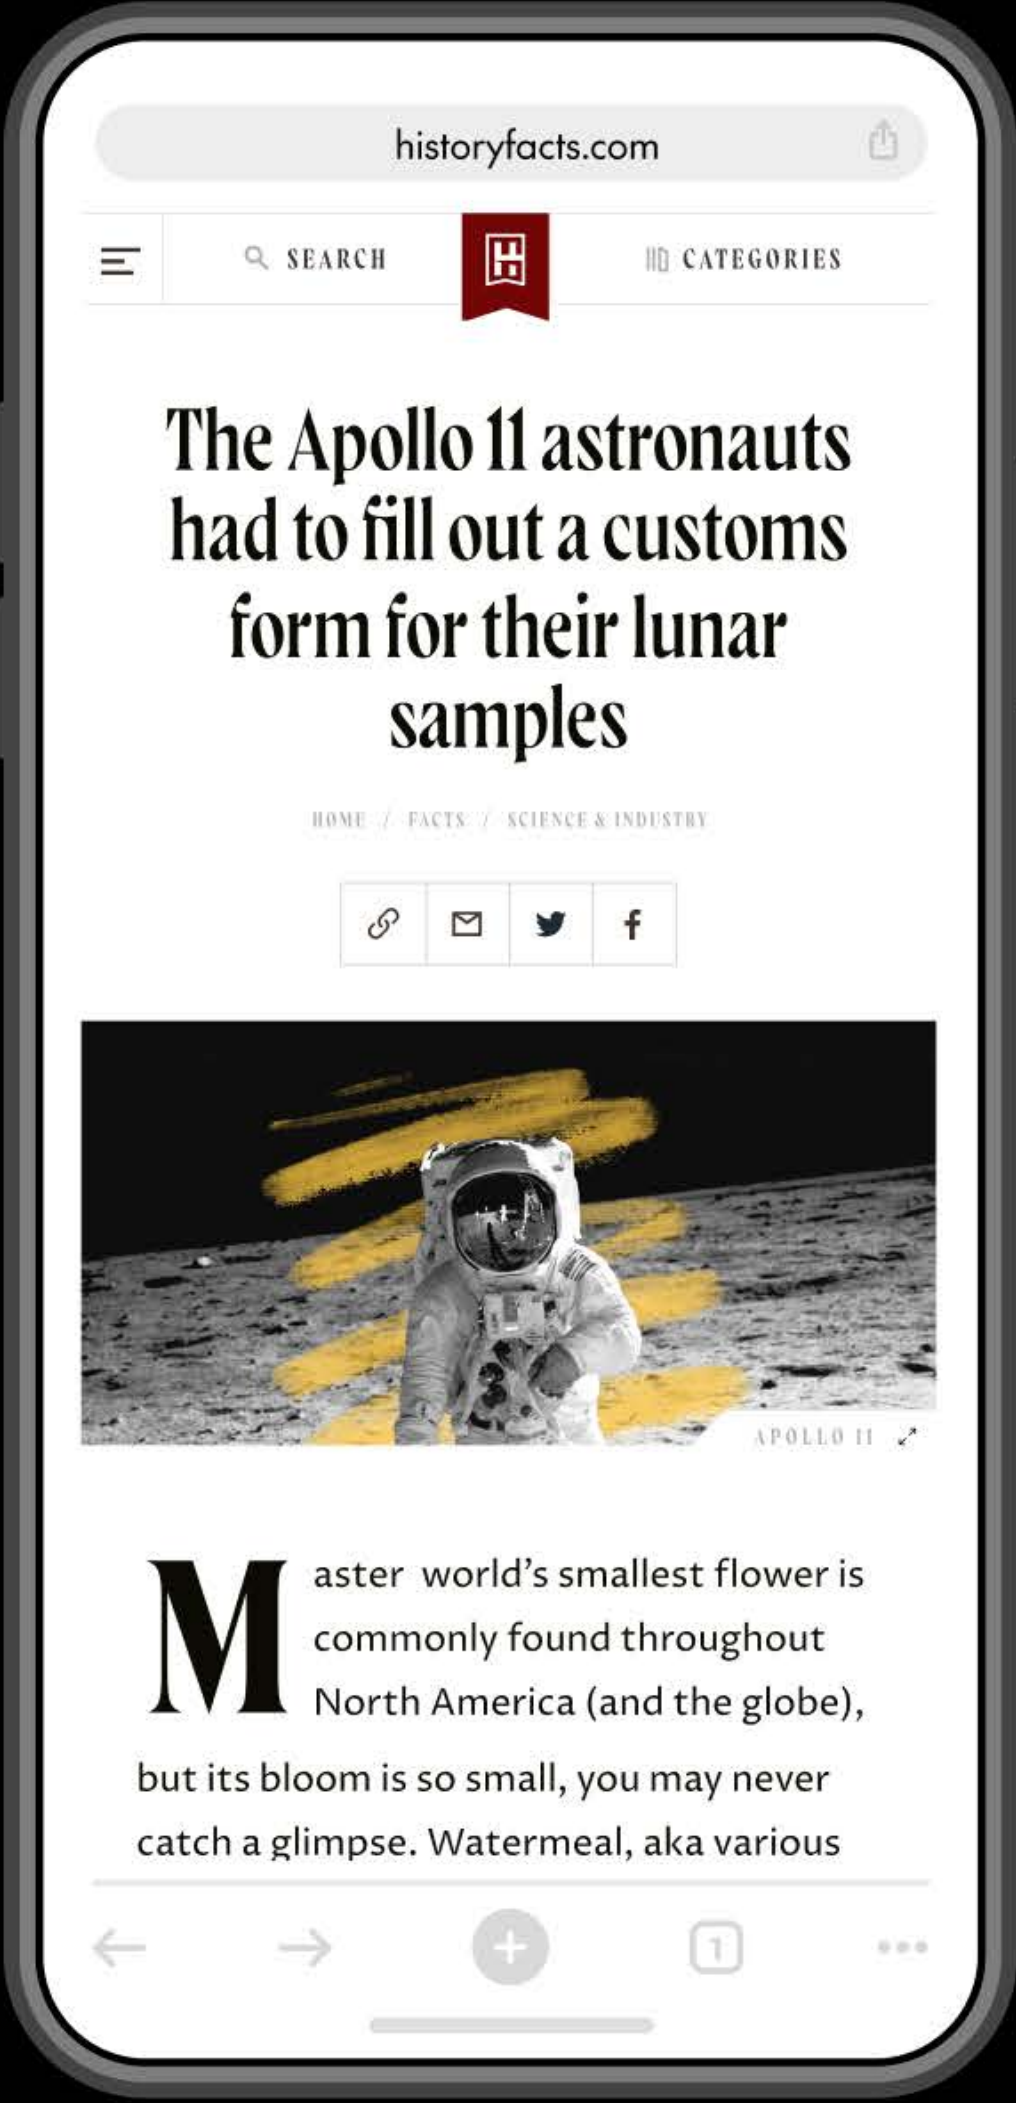 historyfacts.com
SEARCH
CATEGORIES
The Apollo 11 astronauts
had to fill out a customs
form for their lunar
samples
HOME / FACTS / SCIENCE & INDUSTRY
APOLLO 11
Master world's smallest flower is
commonly found throughout
North America (and the globe),
but its bloom is so small, you may never
catch a glimpse. Watermeal, aka various
1